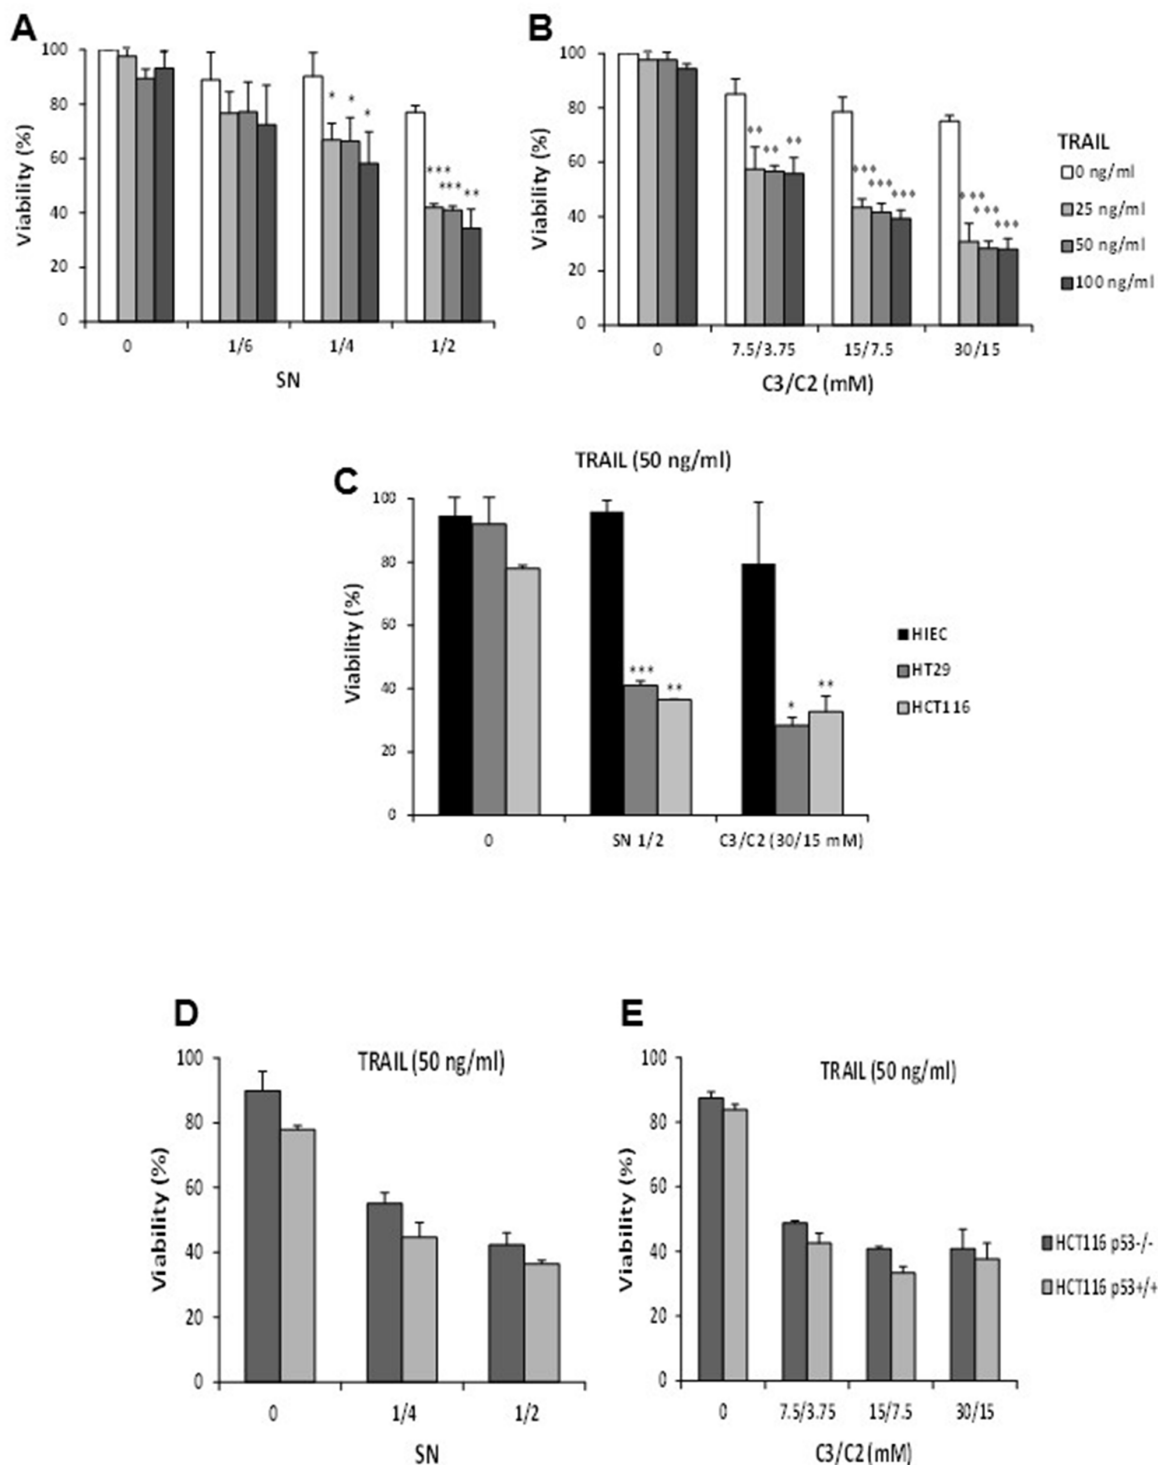 A
B
100
80
60
40
20
0
Viability (%)
*
*
*
***
***
**
0
1/6
1/4
1/2
SN
100
80
60
40
20
0
Viability (%)
♦♦
♦♦
♦♦
♦♦♦
♦♦♦
♦♦♦
♦♦♦
♦♦♦
♦♦♦
0
7.5/3.75
15/7.5
30/15
C3/C2 (mM)
TRAIL
0 ng/ml
25 ng/ml
50 ng/ml
100 ng/ml
C
TRAIL (50 ng/ml)
100
80
60
40
20
0
Viability (%)
***
**
*
**
0
SN 1/2
C3/C2 (30/15 mM)
HIEC
HT29
HCT116
D
TRAIL (50 ng/ml)
100
80
60
40
20
0
Viability (%)
0
1/4
1/2
SN
E
TRAIL (50 ng/ml)
100
80
60
40
20
0
Viability (%)
0
7.5/3.75
15/7.5
30/15
C3/C2 (mM)
HCT116 p53-/-
HCT116 p53+/+